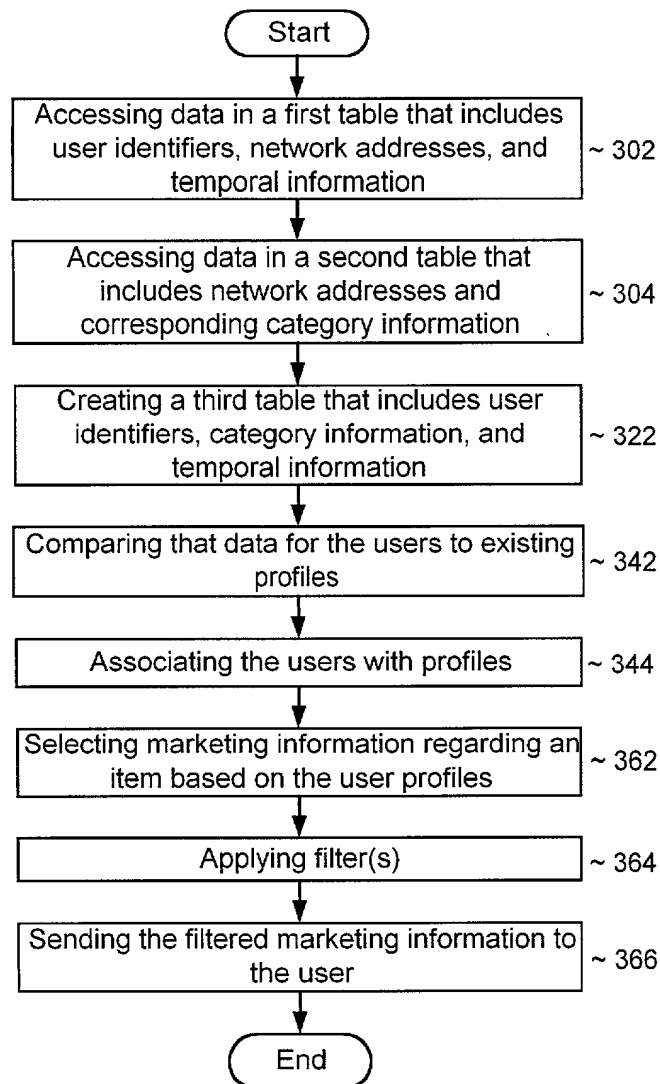 Start
Accessing data in a first table that includes
user identifiers, network addresses, and
temporal information
~ 302
Accessing data in a second table that
includes network addresses and
corresponding category information
~ 304
Creating a third table that includes user
identifiers, category information, and
temporal information
~ 322
Comparing that data for the users to existing
profiles
~ 342
Associating the users with profiles
~ 344
Selecting marketing information regarding an
item based on the user profiles
~ 362
Applying filter(s)
~ 364
Sending the filtered marketing information to
the user
~ 366
End